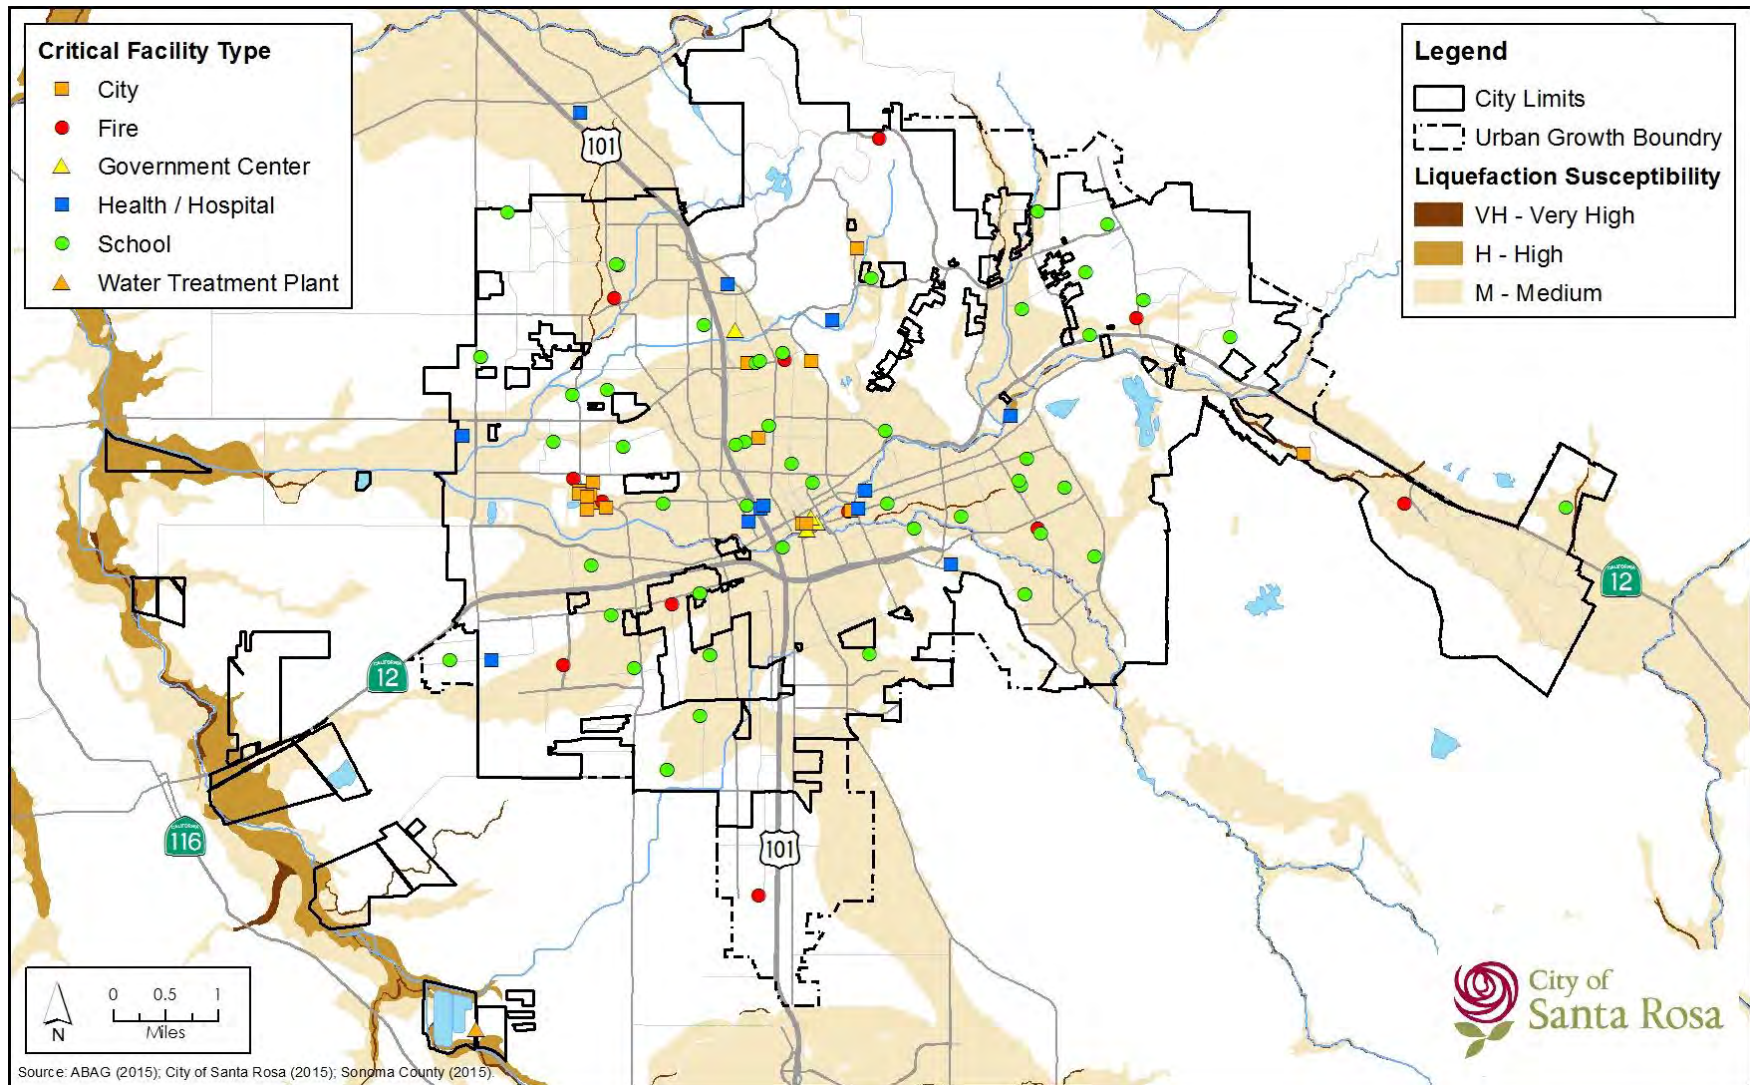 Critical Facility Type
City
Fire
Government Center
Health / Hospital
School
Water Treatment Plant
Legend
City Limits
Urban Growth Boundry
Liquefaction Susceptibility
VH - Very High
H - High
M - Medium
101
12
12
116
101
0 0.5 1
Miles
N
City of
Santa Rosa
Source: ABAG (2015); City of Santa Rosa (2015); Sonoma County (2015).